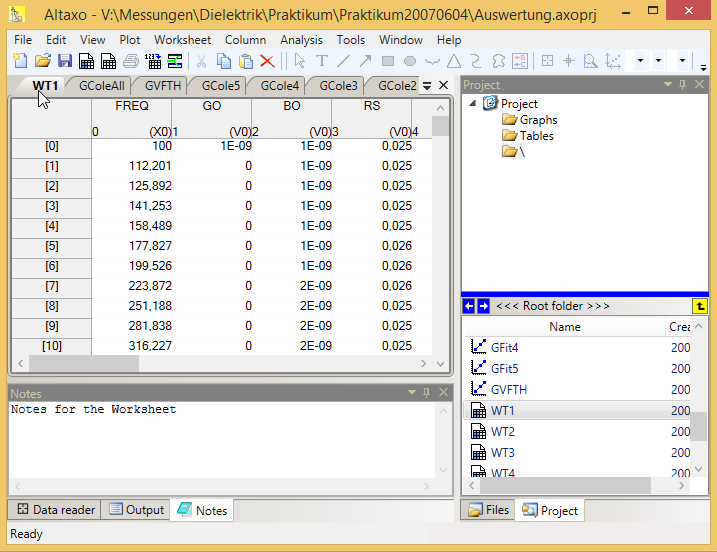 Altaxo - V:\Messungen\Dielektrik\Praktikum\Praktikum20070604\Auswertung.axoprj
File Edit View Plot Worksheet Column Analysis Tools Window Help
WT1 GColeAll GVFTH GCole5 GCole4 GCole3 GCole2
FREQ GO BO RS
0 (X0) 1 (V0) 2 (V0) 3 (V0) 4
[0] 100 1E-09 1E-09 0,025
[1] 112,201 0 1E-09 0,025
[2] 125,892 0 1E-09 0,025
[3] 141,253 0 1E-09 0,025
[4] 158,489 0 1E-09 0,025
[5] 177,827 0 1E-09 0,026
[6] 199,526 0 1E-09 0,026
[7] 223,872 0 2E-09 0,026
[8] 251,188 0 2E-09 0,025
[9] 281,838 0 2E-09 0,025
[10] 316,227 0 2E-09 0,025
Notes
Notes for the Worksheet
Data reader Output Notes
Ready
Project
Project
Graphs
Tables
\
<<< Root folder >>>
Name Crea
GFit4 200
GFit5 200
GVFTH 200
WT1 200
WT2 200
WT3 200
WT4 200
Files Project